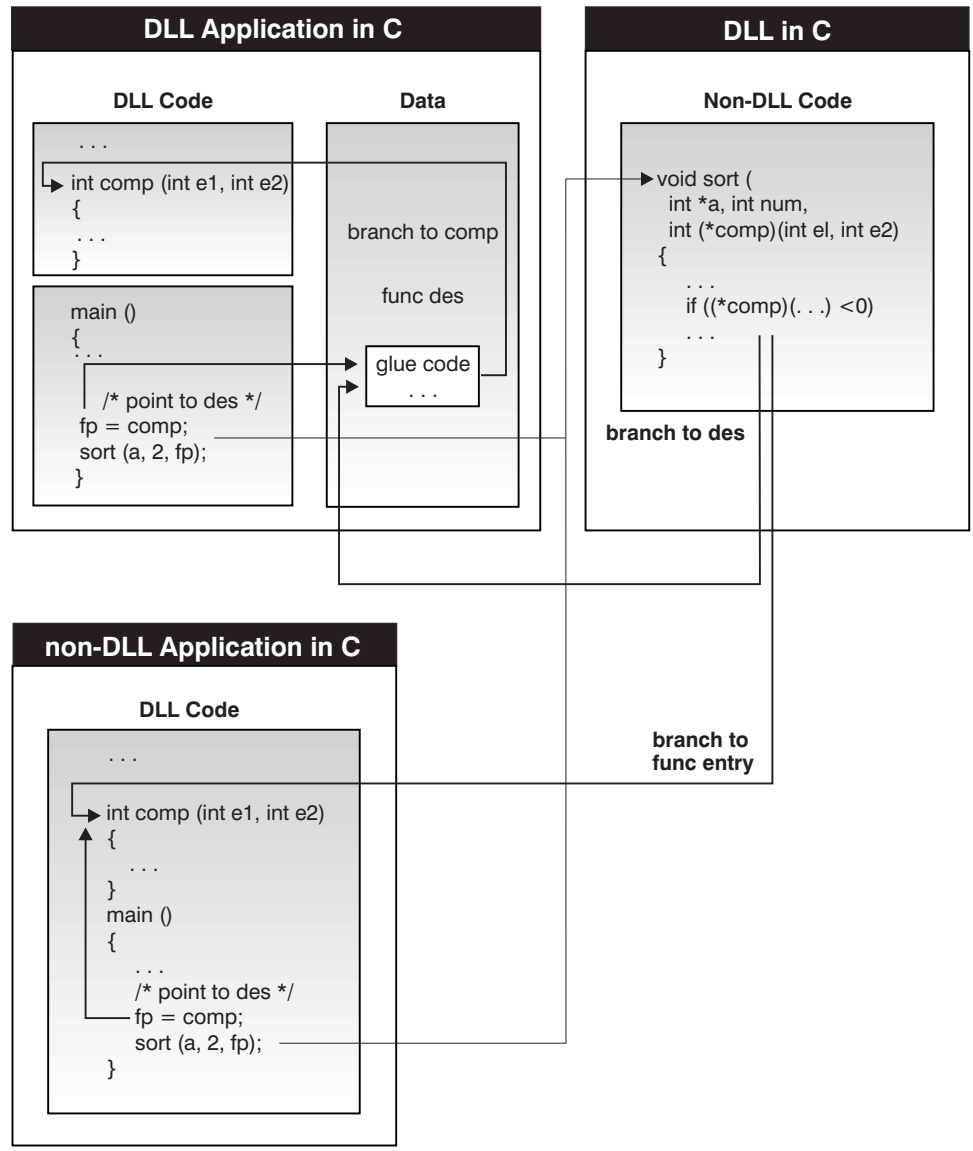 DLL Application in C
DLL Code
Data
. . .
int comp (int e1, int e2)
{
. . .
}
main ()
{
. . .
/* point to des */
fp = comp;
sort (a, 2, fp);
}
branch to comp
func des
glue code
. . .
DLL in C
Non-DLL Code
void sort (
int *a, int num,
int (*comp)(int el, int e2)
{
. . .
if ((*comp)(. . .) <0)
. . .
}
branch to des
non-DLL Application in C
DLL Code
. . .
int comp (int e1, int e2)
{
. . .
}
main ()
{
. . .
/* point to des */
fp = comp;
sort (a, 2, fp);
}
branch to
func entry